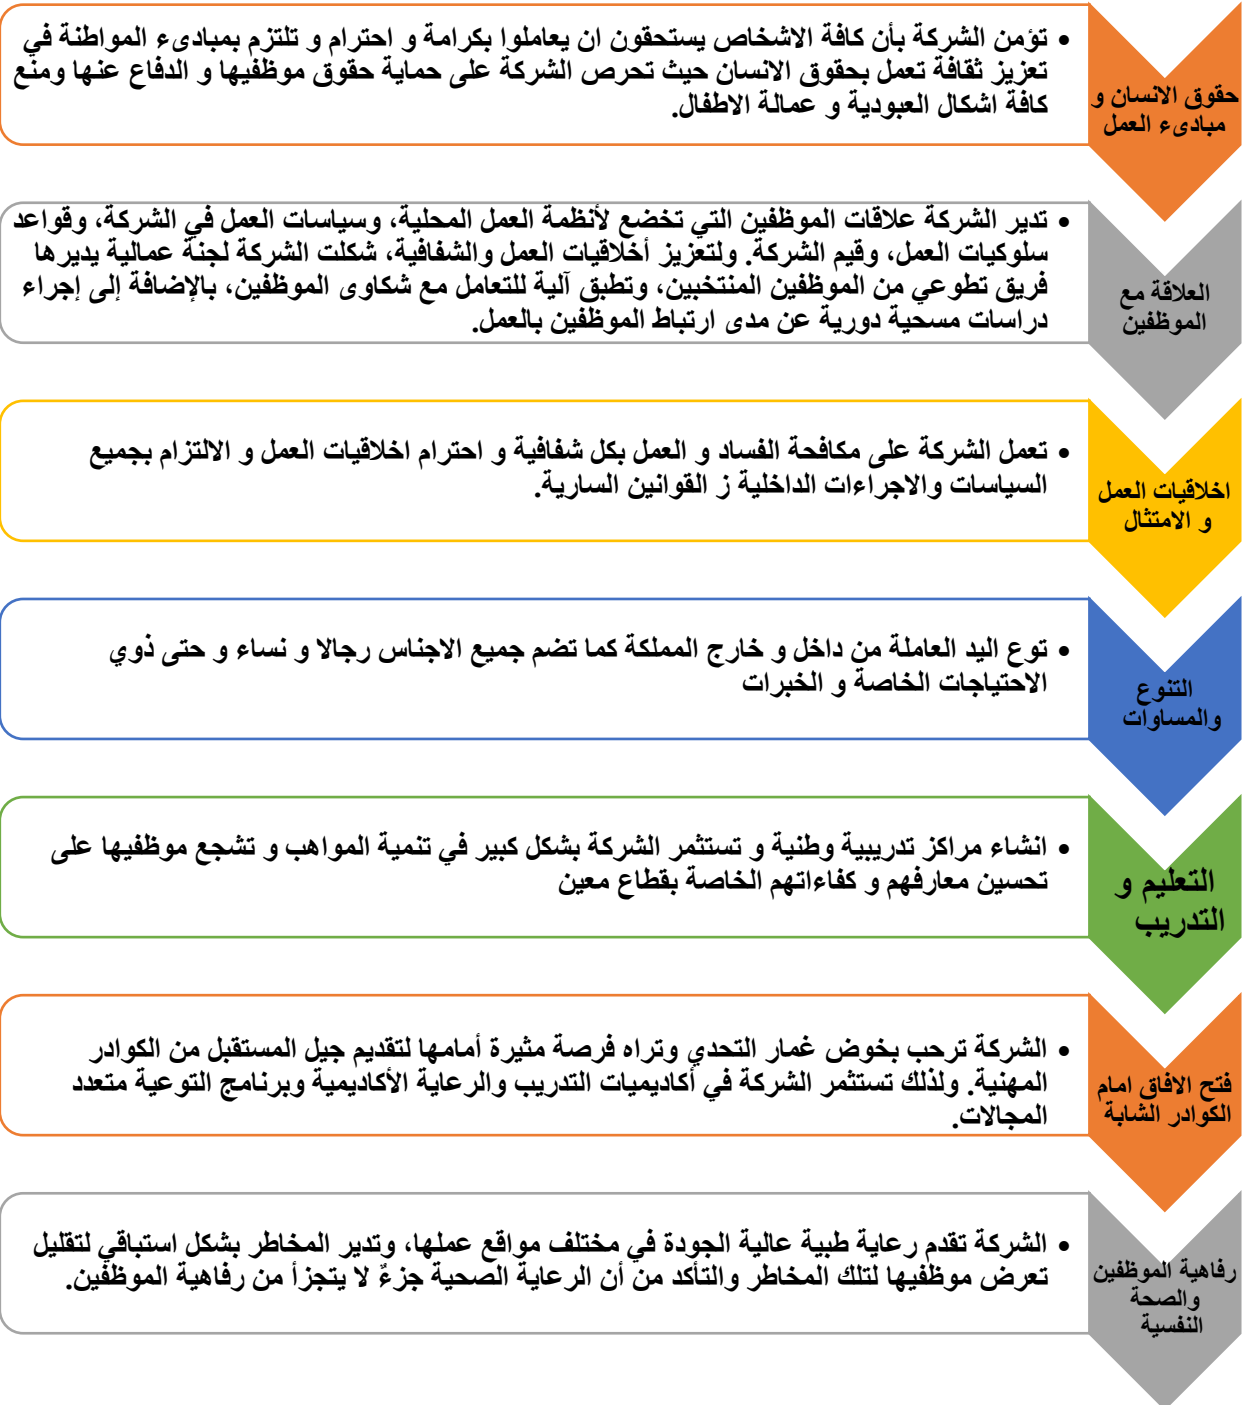 حقوق الانسان و
مبادىء العمل
• تؤمن الشركة بأن كافة الاشخاص يستحقون ان يعاملوا بكرامة و احترام و تلتزم بمبادىء المواطنة في
تعزيز ثقافة تعمل بحقوق الانسان حيث تحرص الشركة على حماية حقوق موظفيها و الدفاع عنها ومنع
كافة اشكال العبودية و عمالة الاطفال.
العلاقة مع
الموظفين
• تدير الشركة علاقات الموظفين التي تخضع لأنظمة العمل المحلية، وسياسات العمل في الشركة، وقواعد
سلوكيات العمل، وقيم الشركة. ولتعزيز أخلاقيات العمل والشفافية، شكلت الشركة لجنة عمالية يديرها
فريق تطوعي من الموظفين المنتخبين، وتطبق آلية للتعامل مع شكاوى الموظفين، بالإضافة إلى إجراء
دراسات مسحية دورية عن مدى ارتباط الموظفين بالعمل.
اخلاقيات العمل
و الامتثال
• تعمل الشركة على مكافحة الفساد و العمل بكل شفافية و احترام اخلاقيات العمل و الالتزام بجميع
السياسات والاجراءات الداخلية ز القوانين السارية.
التنوع
والمساوات
• توع اليد العاملة من داخل و خارج المملكة كما تضم جميع الاجناس رجالا و نساء و حتى ذوي
الاحتياجات الخاصة و الخبرات
التعليم و
التدريب
• انشاء مراكز تدريبية وطنية و تستثمر الشركة بشكل كبير في تنمية المواهب و تشجع موظفيها على
تحسين معارفهم و كفاءاتهم الخاصة بقطاع معين
فتح الافاق امام
الكوادر الشابة
• الشركة ترحب بخوض غمار التحدي وتراه فرصة مثيرة أمامها لتقديم جيل المستقبل من الكوادر
المهنية. ولذلك تستثمر الشركة في أكاديميات التدريب والرعاية الأكاديمية وبرنامج التوعية متعدد
المجالات.
رفاهية الموظفين
والصحة
النفسية
• الشركة تقدم رعاية طبية عالية الجودة في مختلف مواقع عملها، وتدير المخاطر بشكل استباقي لتقليل
تعرض موظفيها لتلك المخاطر والتأكد من أن الرعاية الصحية جزءٌ لا يتجزأ من رفاهية الموظفين.